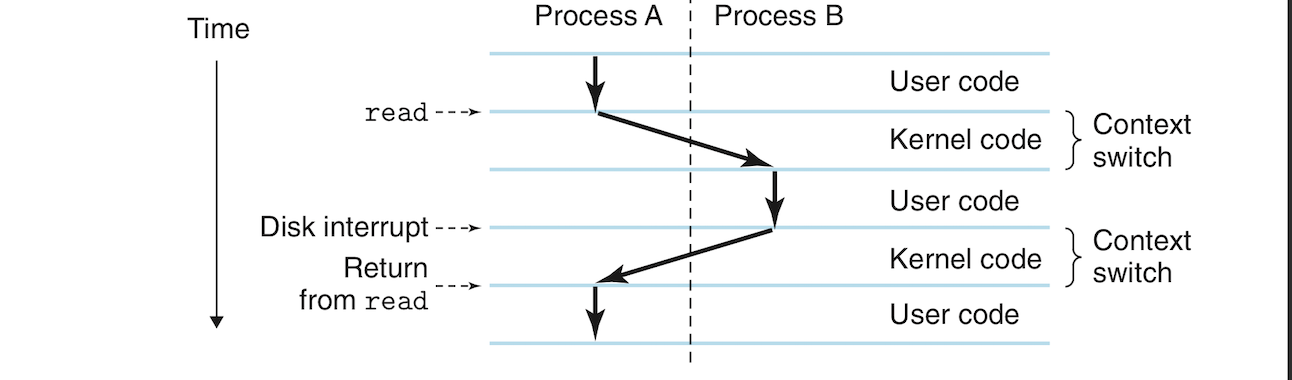 Process A
Process B
Time
User code
read
Context
switch
Kernel code
User code
Disk interrupt
Context
switch
Kernel code
Return
from read
User code